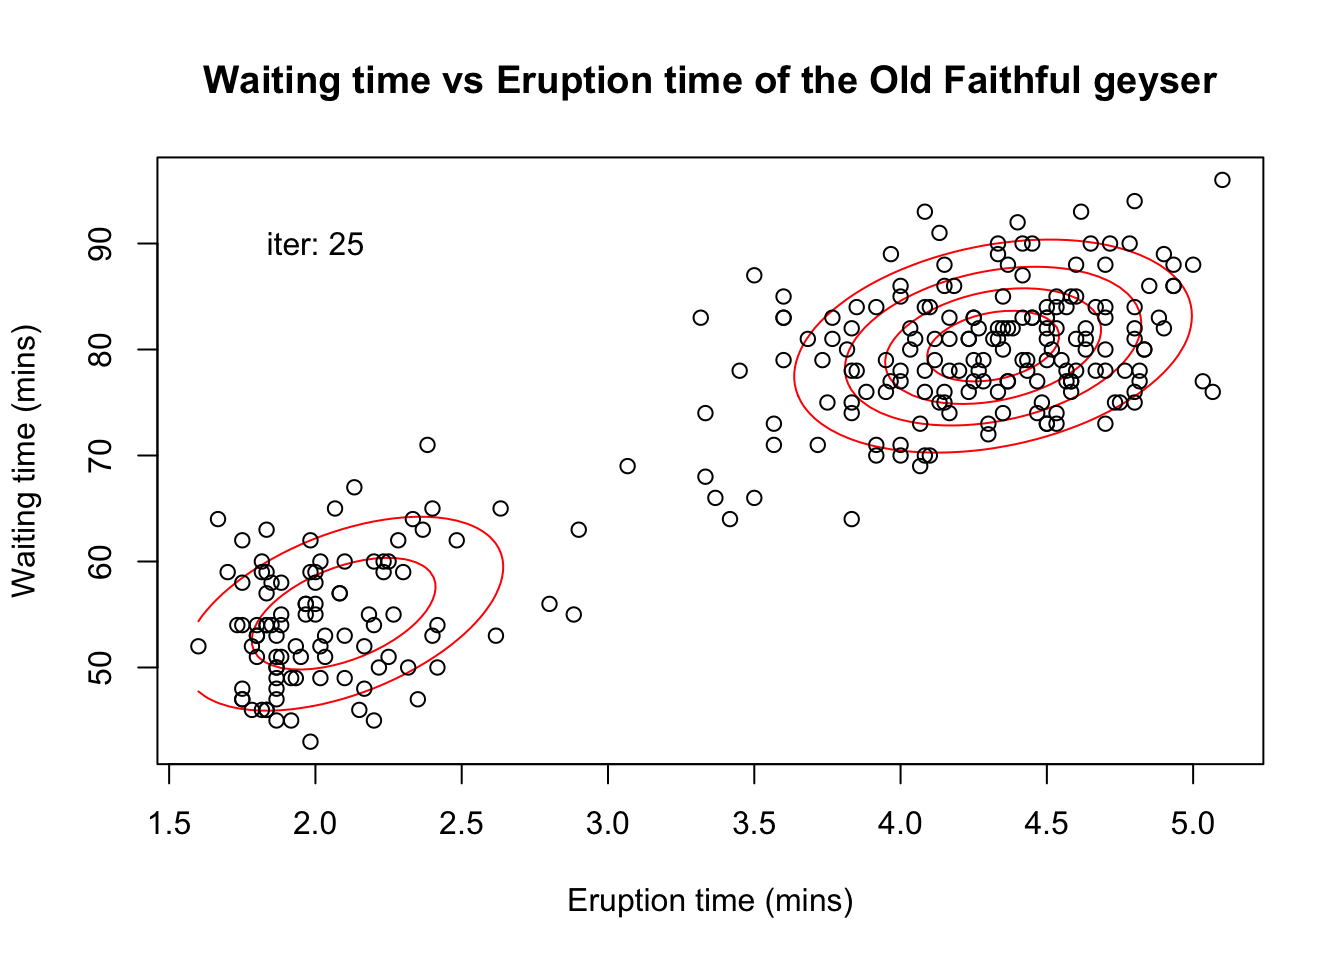 Waiting time vs Eruption time of the Old Faithful geyser
iter: 25
Waiting time (mins)
90
80
70
60
50
1.5 2.0 2.5 3.0 3.5 4.0 4.5 5.0
Eruption time (mins)